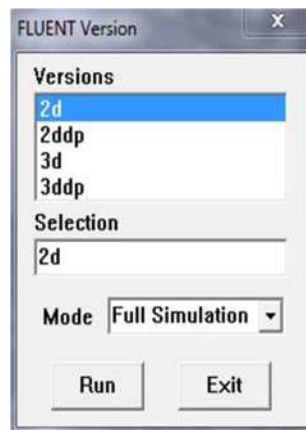 FLUENT Version
X
Versions
2d
2ddp
3d
3ddp
Selection
2d
Mode Full Simulation
Run Exit